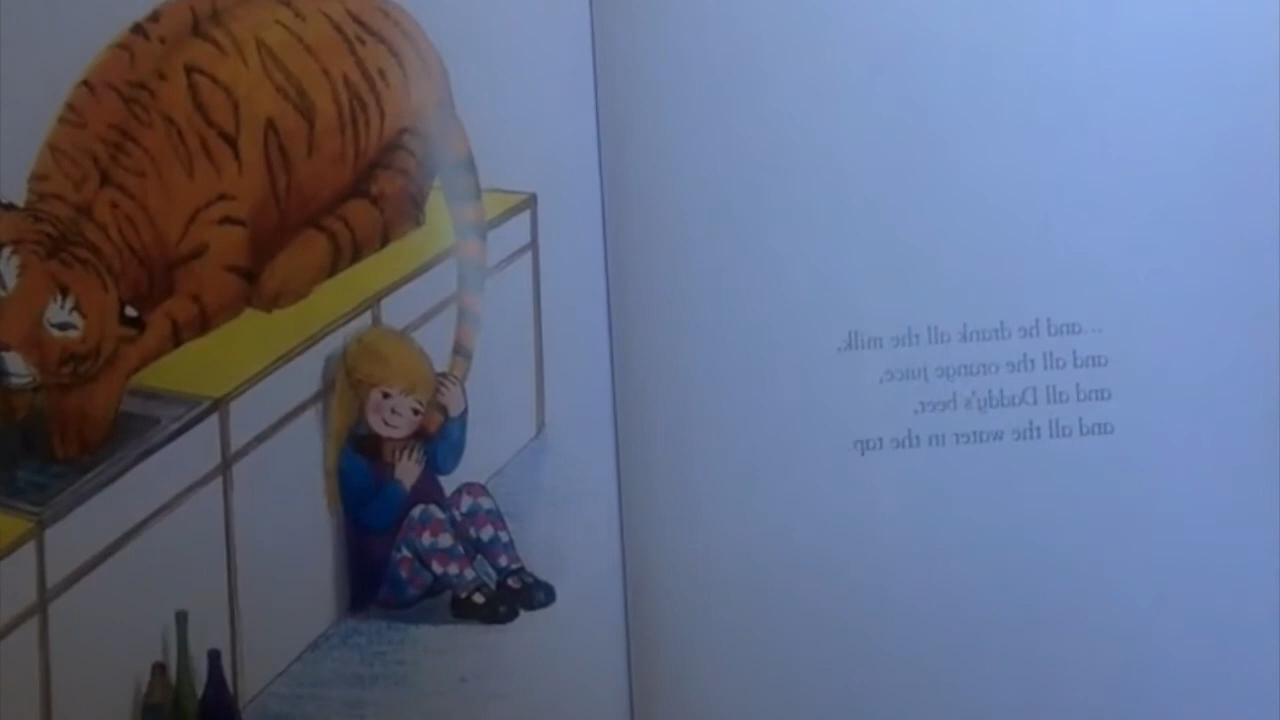 ...and he drank all the milk,
and all the orange juice,
and all Daddy's beer,
and all the water in the tap.